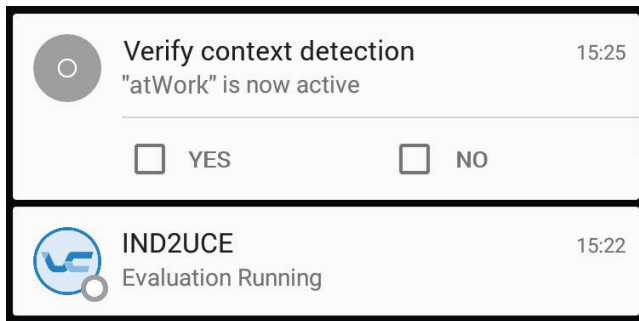 Verify context detection 15:25
"atWork" is now active
YES NO
IND2UCE 15:22
Evaluation Running